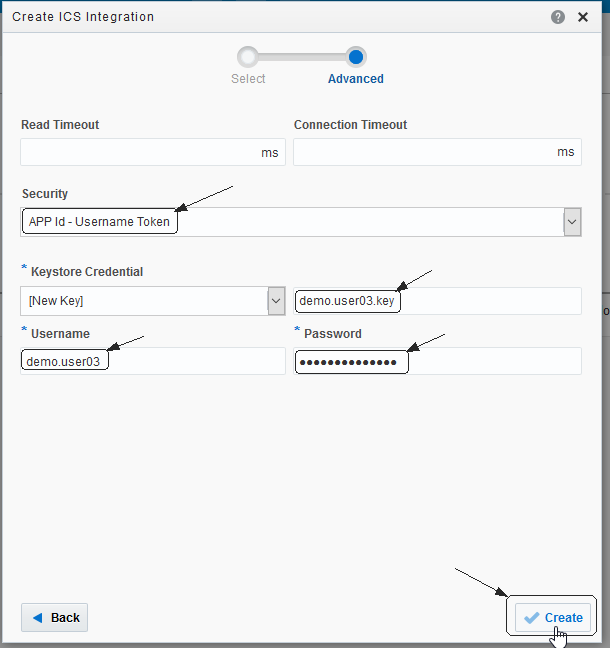 Create ICS Integration
Select
Advanced
Read Timeout
Connection Timeout
ms
ms
Security
APP Id - Username Token
* Keystore Credential
[New Key]
demo.user03.key
* Username
* Password
demo.user03
••••••••••••••
Back
Create